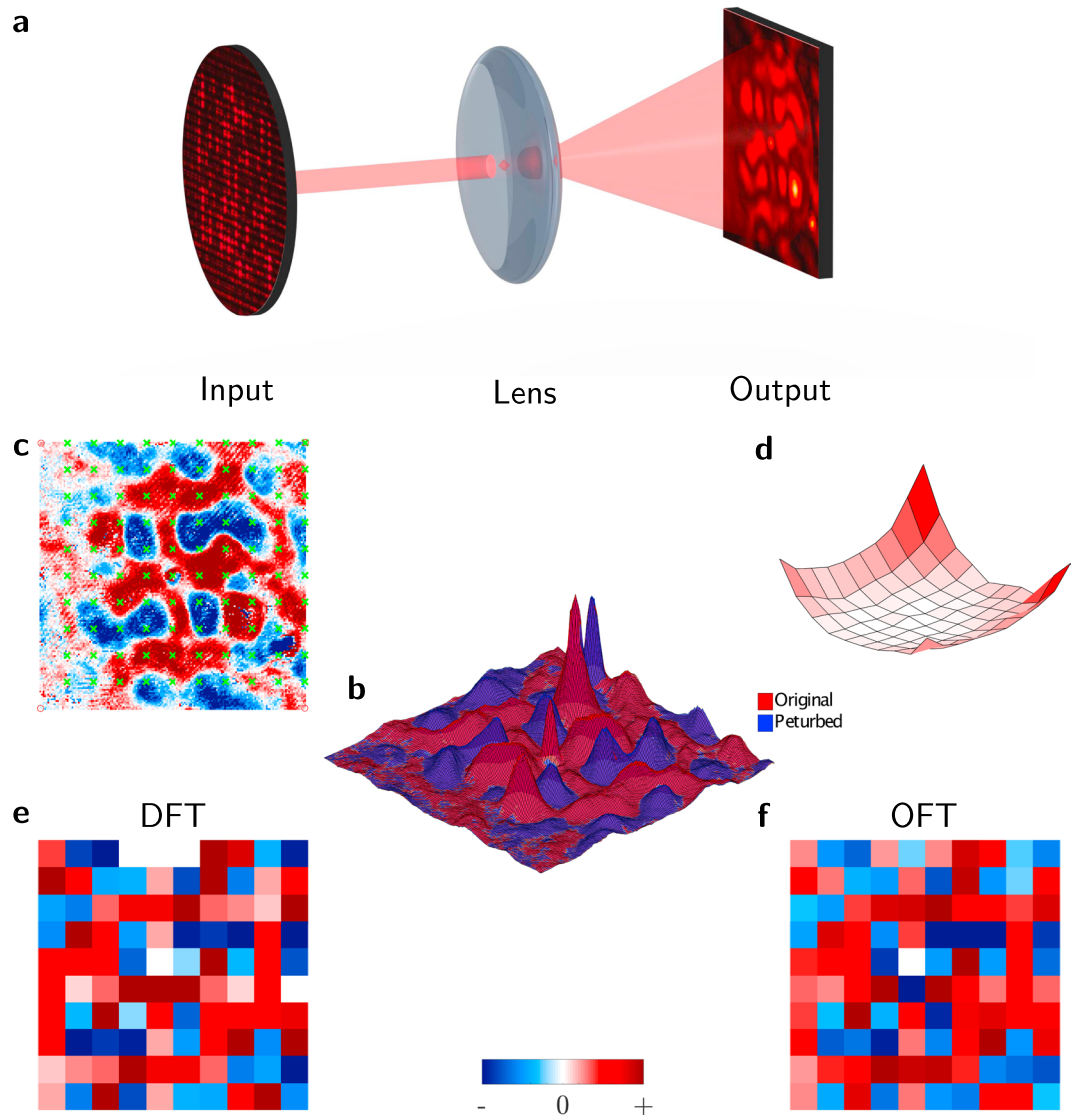 a
Input
Lens
Output
c
d
b
Original
Peturbed
e
DFT
f
OFT
- 0 +